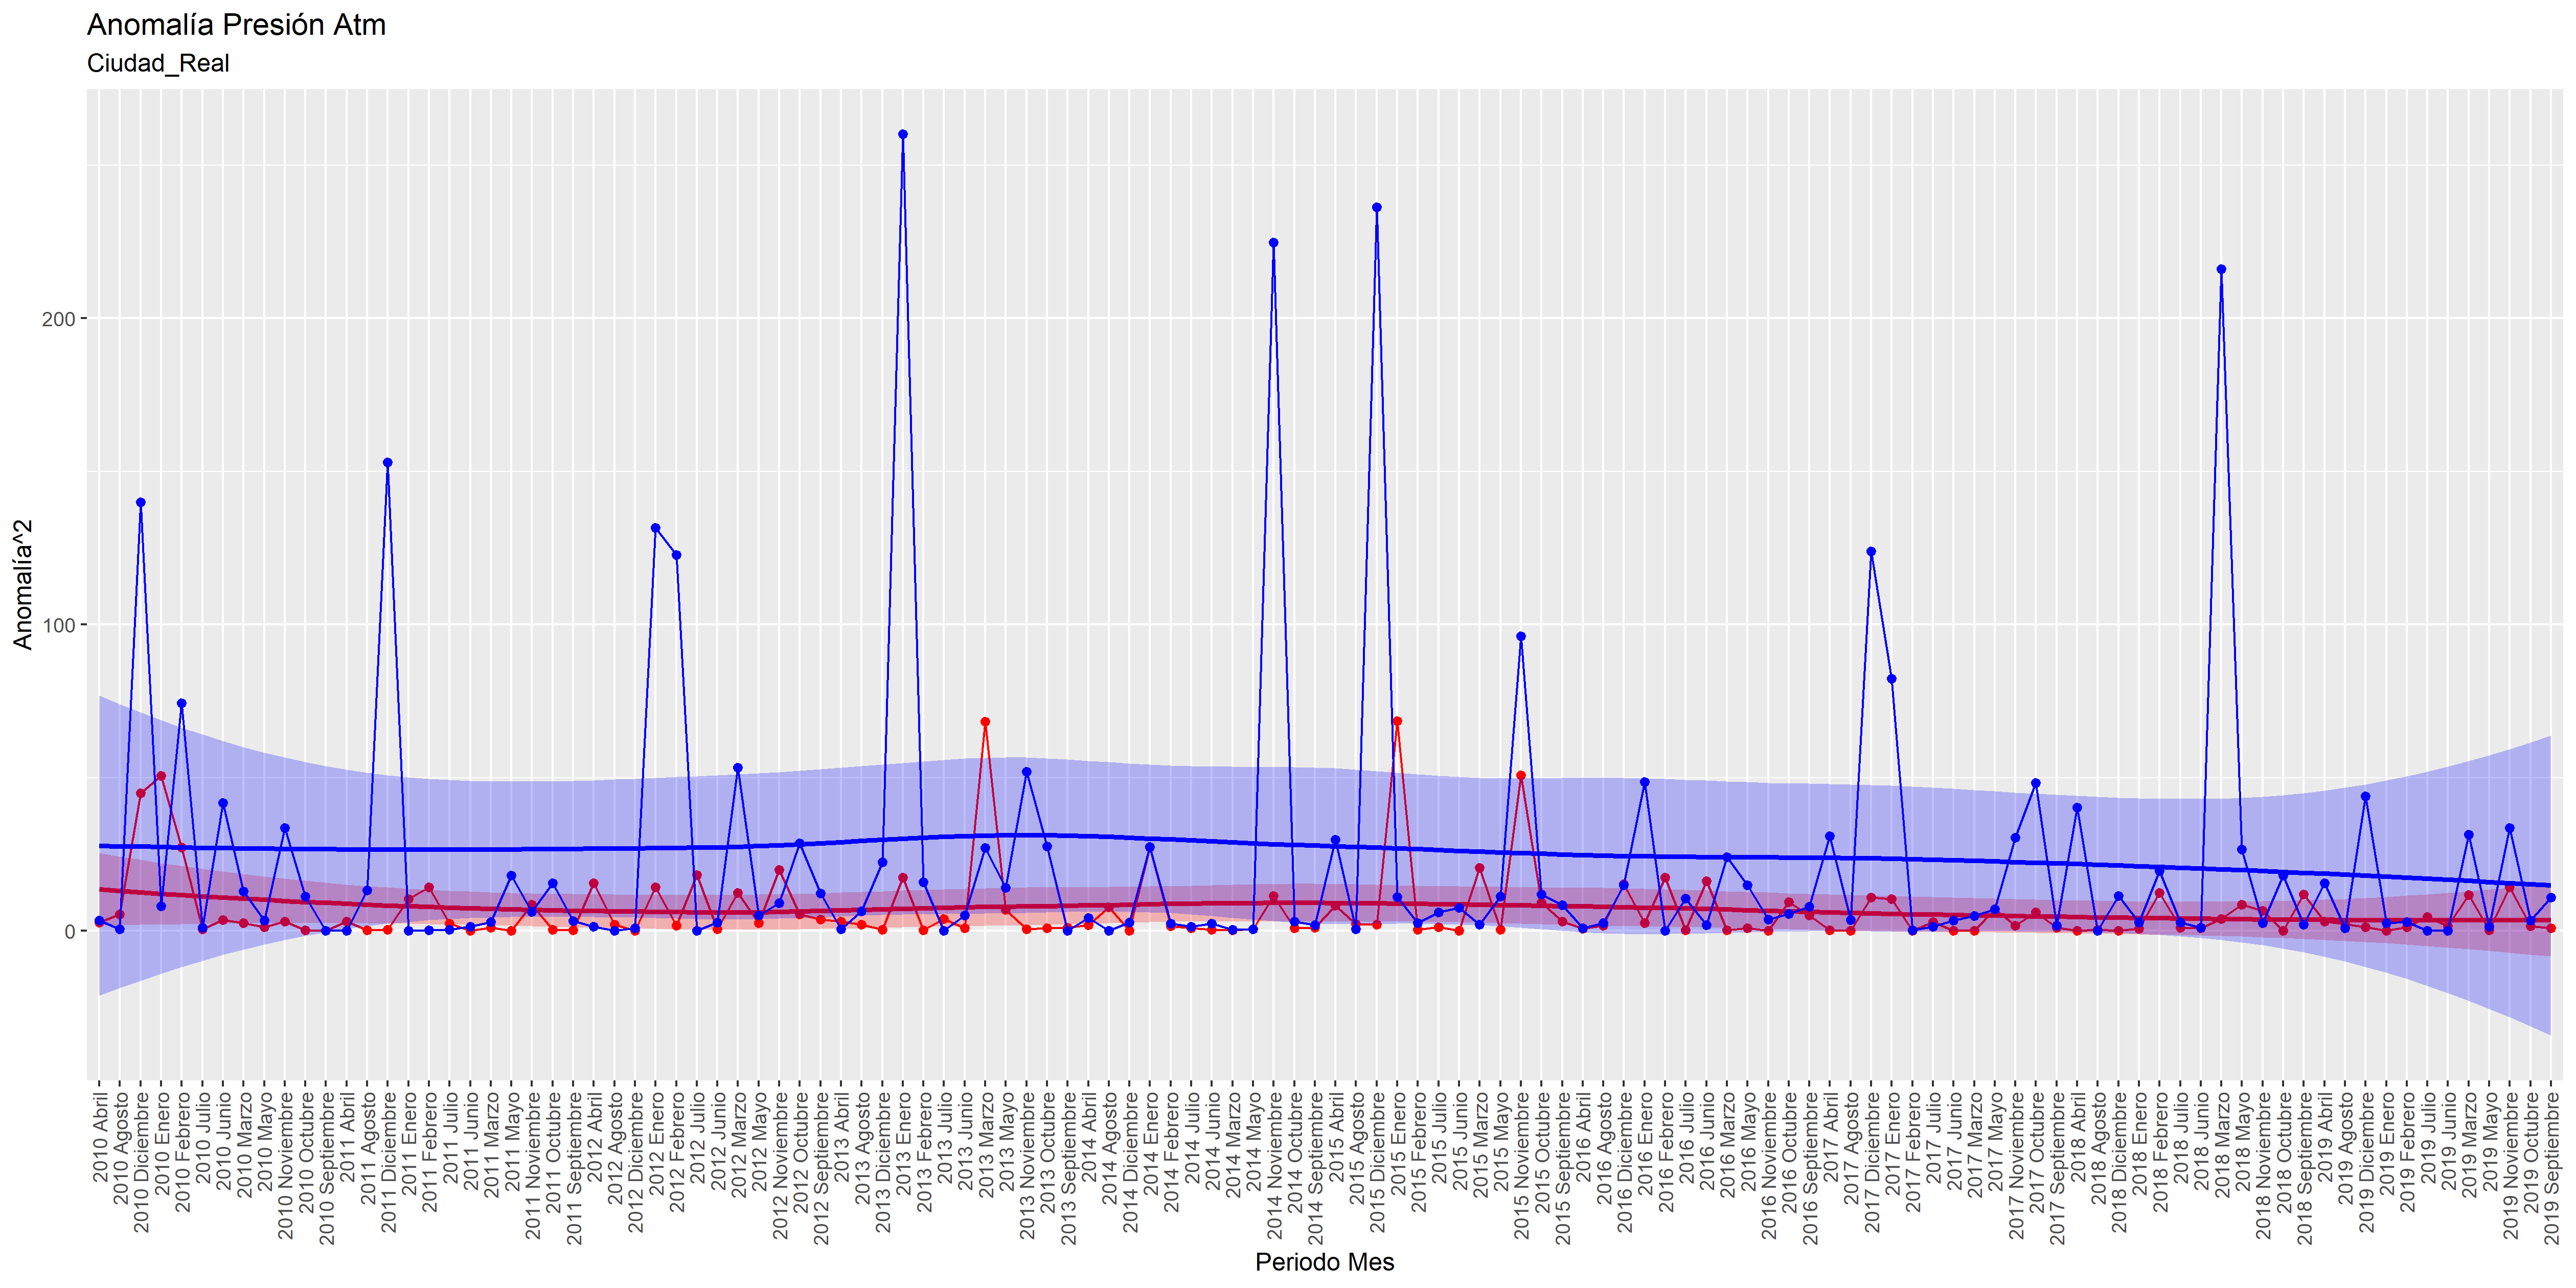 Anomalía Presión Atm
Ciudad_Real
Anomalía^2
200
100
0
2010 Abril
2010 Agosto
2010 Diciembre
2010 Enero
2010 Febrero
2010 Julio
2010 Junio
2010 Marzo
2010 Mayo
2010 Noviembre
2010 Octubre
2010 Septiembre
2011 Abril
2011 Agosto
2011 Diciembre
2011 Enero
2011 Febrero
2011 Julio
2011 Junio
2011 Marzo
2011 Mayo
2011 Noviembre
2011 Octubre
2011 Septiembre
2012 Abril
2012 Agosto
2012 Diciembre
2012 Enero
2012 Febrero
2012 Julio
2012 Junio
2012 Marzo
2012 Mayo
2012 Noviembre
2012 Octubre
2012 Septiembre
2013 Abril
2013 Agosto
2013 Diciembre
2013 Enero
2013 Febrero
2013 Julio
2013 Junio
2013 Marzo
2013 Mayo
2013 Noviembre
2013 Octubre
2013 Septiembre
2014 Abril
2014 Agosto
2014 Diciembre
2014 Enero
2014 Febrero
2014 Julio
2014 Junio
2014 Marzo
2014 Mayo
2014 Noviembre
2014 Octubre
2014 Septiembre
2015 Abril
2015 Agosto
2015 Diciembre
2015 Enero
2015 Febrero
2015 Julio
2015 Junio
2015 Marzo
2015 Mayo
2015 Noviembre
2015 Octubre
2015 Septiembre
2016 Abril
2016 Agosto
2016 Diciembre
2016 Enero
2016 Febrero
2016 Julio
2016 Junio
2016 Marzo
2016 Mayo
2016 Noviembre
2016 Octubre
2016 Septiembre
2017 Abril
2017 Agosto
2017 Diciembre
2017 Enero
2017 Febrero
2017 Julio
2017 Junio
2017 Marzo
2017 Mayo
2017 Noviembre
2017 Octubre
2017 Septiembre
2018 Abril
2018 Agosto
2018 Diciembre
2018 Enero
2018 Febrero
2018 Julio
2018 Junio
2018 Marzo
2018 Mayo
2018 Noviembre
2018 Octubre
2018 Septiembre
2019 Abril
2019 Agosto
2019 Diciembre
2019 Enero
2019 Febrero
2019 Julio
2019 Junio
2019 Marzo
2019 Mayo
2019 Noviembre
2019 Octubre
2019 Septiembre
Periodo Mes